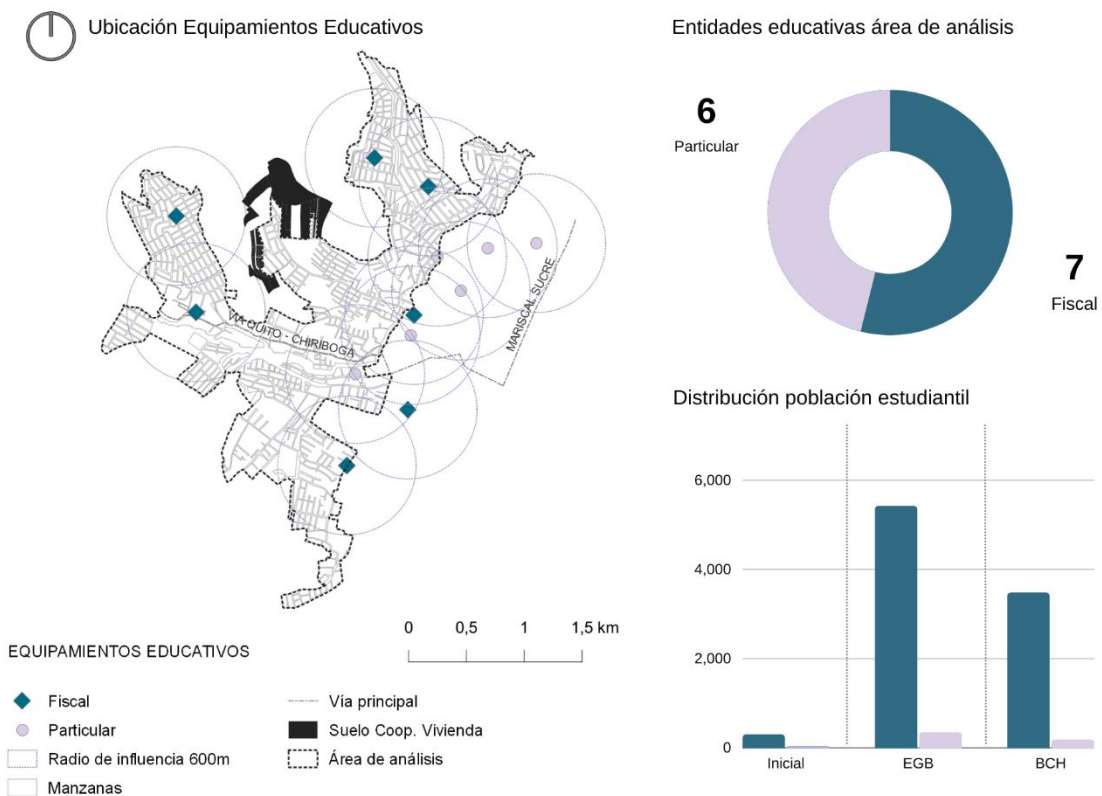 Ubicación Equipamientos Educativos
VIA QUITO - CHIRIBOGA
MARISCAL SUCRE
0 0,5 1 1,5 km
EQUIPAMIENTOS EDUCATIVOS
Fiscal
Particular
Radio de influencia 600m
Manzanas
Vía principal
Suelo Coop. Vivienda
Área de análisis
Entidades educativas área de análisis
6
Particular
7
Fiscal
Distribución población estudiantil
6,000
4,000
2,000
0
Inicial EGB BCH